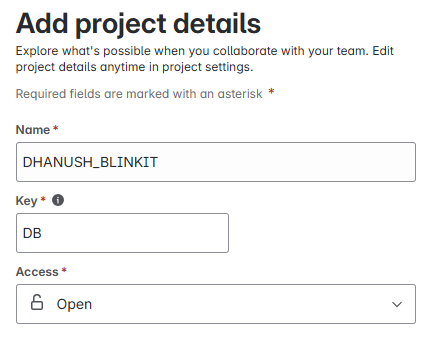 Add project details
Explore what's possible when you collaborate with your team. Edit
project details anytime in project settings.
Required fields are marked with an asterisk *
Name *
DHANUSH_BLINKIT
Key *
DB
Access *
Open